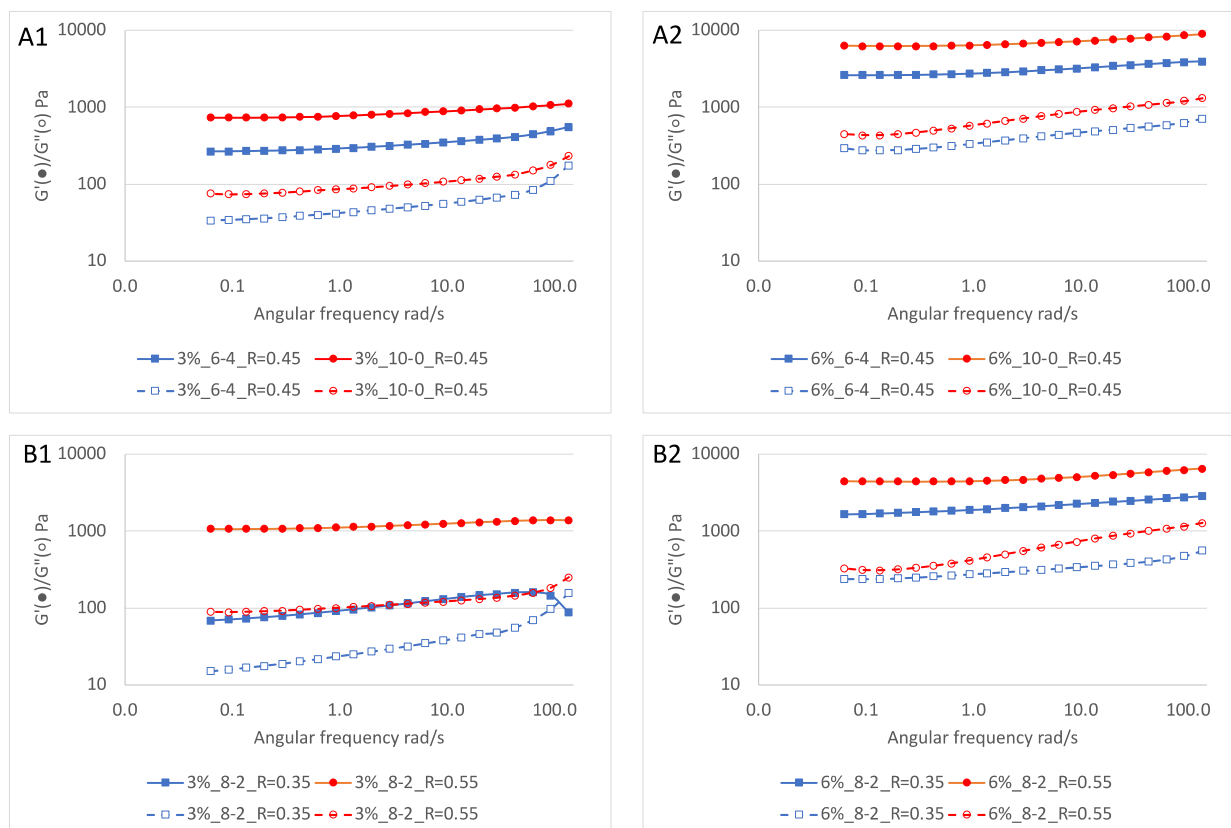 A1
10000
1000
100
10
G'(●)/G''(o) Pa
0.0 0.1 1.0 10.0 100.0
Angular frequency rad/s
3%_6-4_R=0.45 3%_10-0_R=0.45
3%_6-4_R=0.45 3%_10-0_R=0.45
A2
10000
1000
100
10
G'(●)/G''(o) Pa
0.0 0.1 1.0 10.0 100.0
Angular frequency rad/s
6%_6-4_R=0.45 6%_10-0_R=0.45
6%_6-4_R=0.45 6%_10-0_R=0.45
B1
10000
1000
100
10
G'(●)/G''(o) Pa
0.0 0.1 1.0 10.0 100.0
Angular frequency rad/s
3%_8-2_R=0.35 3%_8-2_R=0.55
3%_8-2_R=0.35 3%_8-2_R=0.55
B2
10000
1000
100
10
G'(●)/G''(o) Pa
0.0 0.1 1.0 10.0 100.0
Angular frequency rad/s
6%_8-2_R=0.35 6%_8-2_R=0.55
6%_8-2_R=0.35 6%_8-2_R=0.55